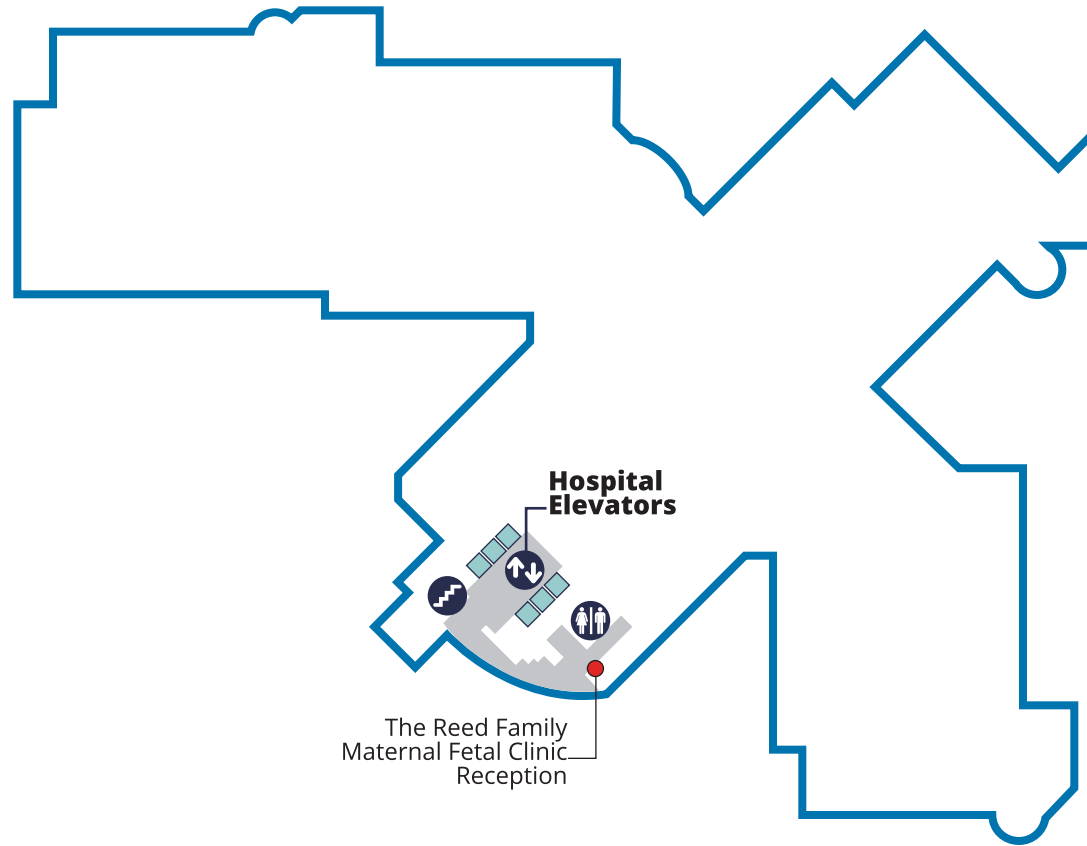 Hospital
Elevators
The Reed Family
Maternal Fetal Clinic
Reception